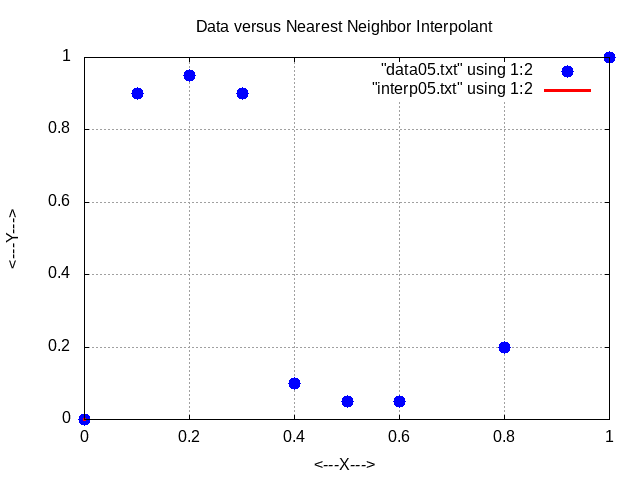 Data versus Nearest Neighbor Interpolant
"data05.txt" using 1:2
"interp05.txt" using 1:2
1
0.8
0.6
0.4
0.2
0
<---Y--->
0 0.2 0.4 0.6 0.8 1
<---X--->